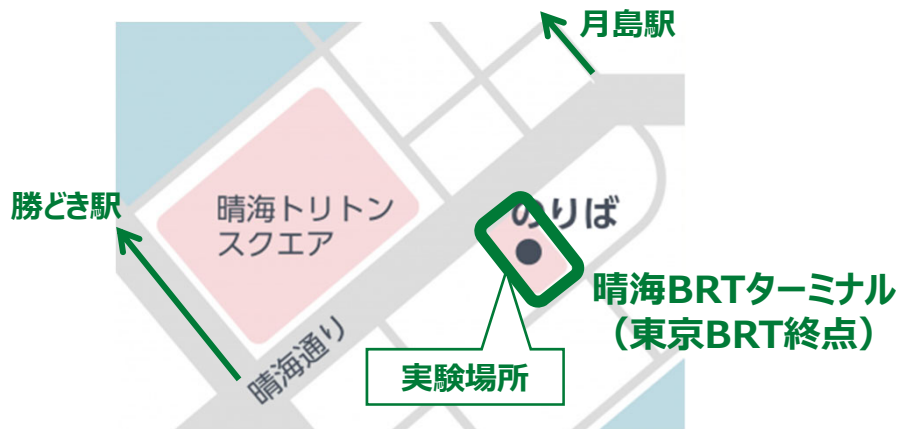 月島駅
勝どき駅
晴海トリトン
スクエア
のりば
晴海BRTターミナル
（東京BRT終点）
晴海通り
実験場所